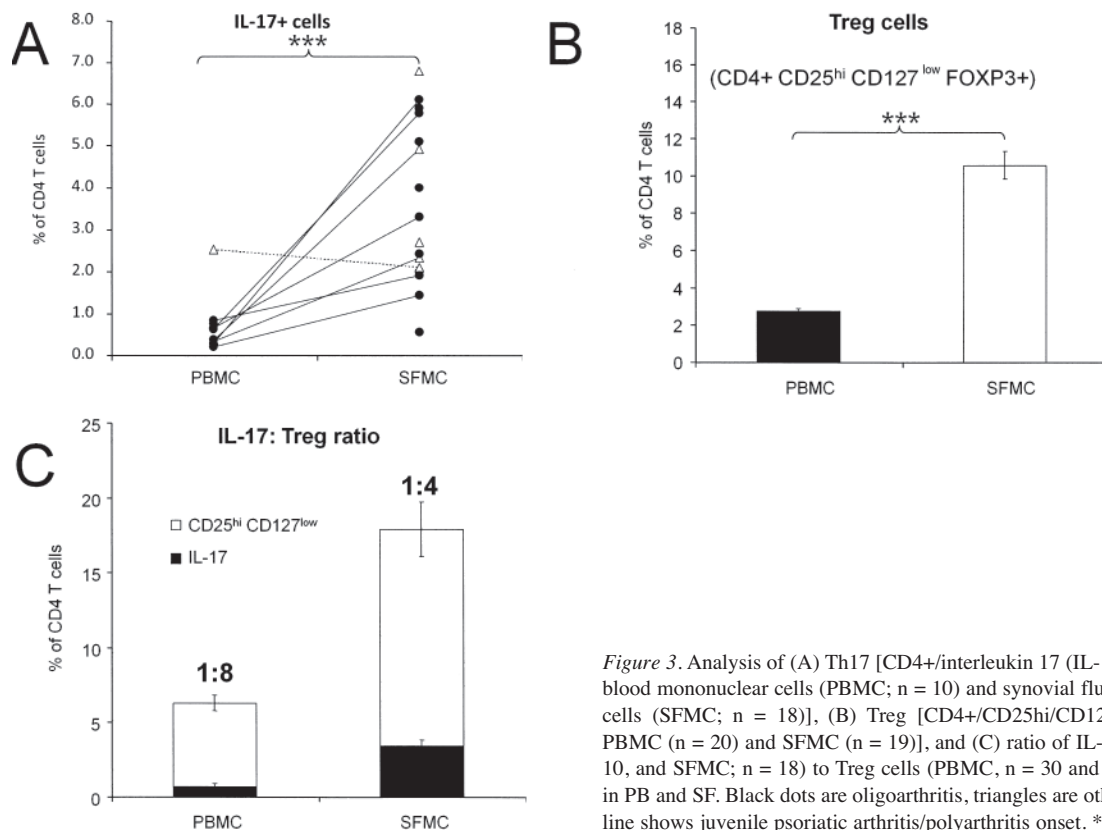 A
IL-17+ cells
***
8.0
7.0
6.0
5.0
4.0
3.0
2.0
1.0
0.0
% of CD4 T cells
PBMC
SFMC
B
Treg cells
(CD4+ CD25hi CD127 low FOXP3+)
***
18
16
14
12
10
8
6
4
2
0
% of CD4 T cells
PBMC
SFMC
C
IL-17: Treg ratio
25
20
15
10
5
0
% of CD4 T cells
1:8
1:4
□ CD25hi CD127low
■ IL-17
PBMC
SFMC
Figure 3. Analysis of (A) Th17 [CD4+/interleukin 17 (IL-
blood mononuclear cells (PBMC; n = 10) and synovial flu
cells (SFMC; n = 18)], (B) Treg [CD4+/CD25hi/CD12
PBMC (n = 20) and SFMC (n = 19)], and (C) ratio of IL-
10, and SFMC; n = 18) to Treg cells (PBMC, n = 30 and
in PB and SF. Black dots are oligoarthritis, triangles are oth
line shows juvenile psoriatic arthritis/polyarthritis onset. *